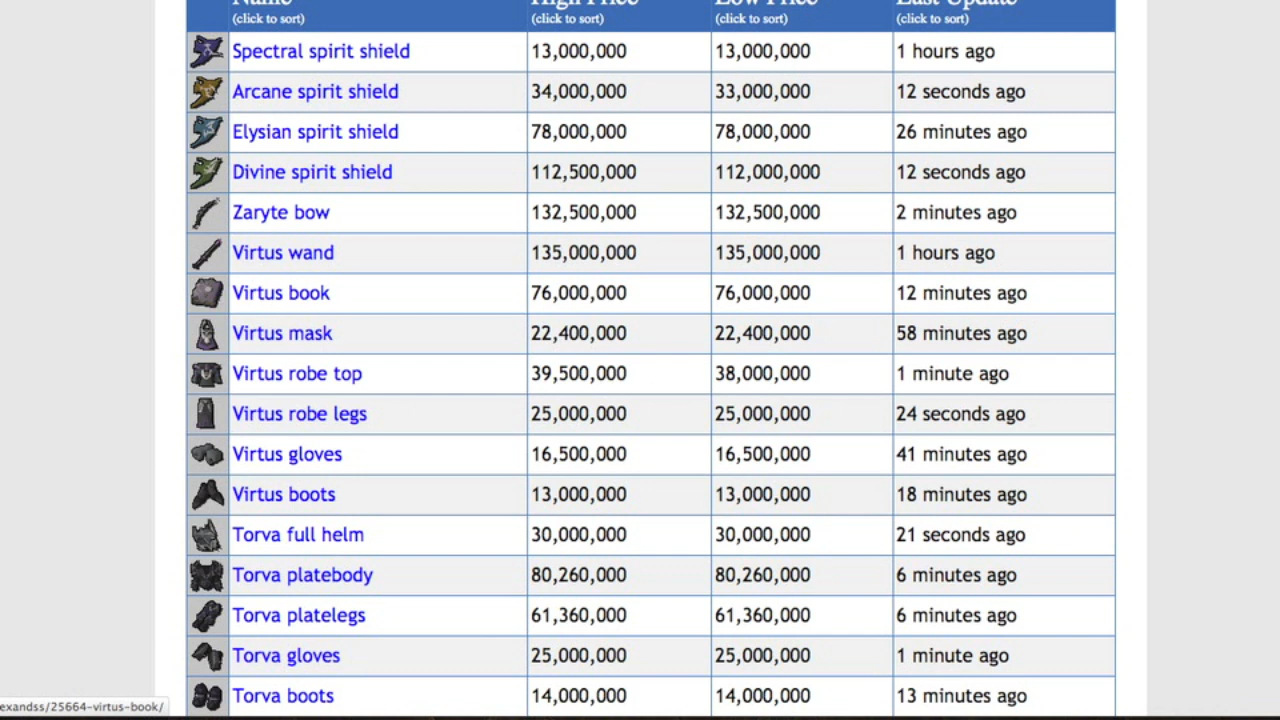 Name High Price Low Price Last Update
(click to sort) (click to sort) (click to sort) (click to sort)
Spectral spirit shield 13,000,000 13,000,000 1 hours ago
Arcane spirit shield 34,000,000 33,000,000 12 seconds ago
Elysian spirit shield 78,000,000 78,000,000 26 minutes ago
Divine spirit shield 112,500,000 112,000,000 12 seconds ago
Zaryte bow 132,500,000 132,500,000 2 minutes ago
Virtus wand 135,000,000 135,000,000 1 hours ago
Virtus book 76,000,000 76,000,000 12 minutes ago
Virtus mask 22,400,000 22,400,000 58 minutes ago
Virtus robe top 39,500,000 38,000,000 1 minute ago
Virtus robe legs 25,000,000 25,000,000 24 seconds ago
Virtus gloves 16,500,000 16,500,000 41 minutes ago
Virtus boots 13,000,000 13,000,000 18 minutes ago
Torva full helm 30,000,000 30,000,000 21 seconds ago
Torva platebody 80,260,000 80,260,000 6 minutes ago
Torva platelegs 61,360,000 61,360,000 6 minutes ago
Torva gloves 25,000,000 25,000,000 1 minute ago
Torva boots 14,000,000 14,000,000 13 minutes ago
exandss/25664-virtus-book/